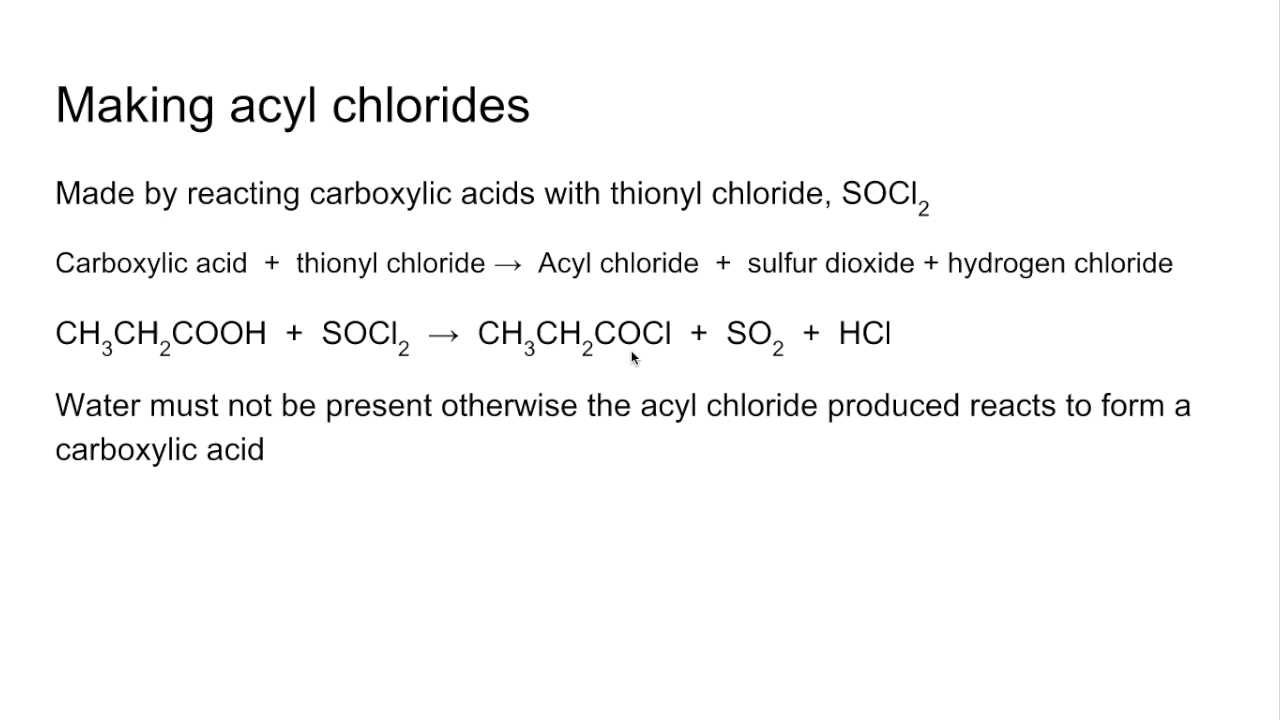 Making acyl chlorides
Made by reacting carboxylic acids with thionyl chloride, SOCl₂
Carboxylic acid + thionyl chloride → Acyl chloride + sulfur dioxide + hydrogen chloride
CH₃CH₂COOH + SOCl₂ → CH₃CH₂COCl + SO₂ + HCl
Water must not be present otherwise the acyl chloride produced reacts to form a
carboxylic acid